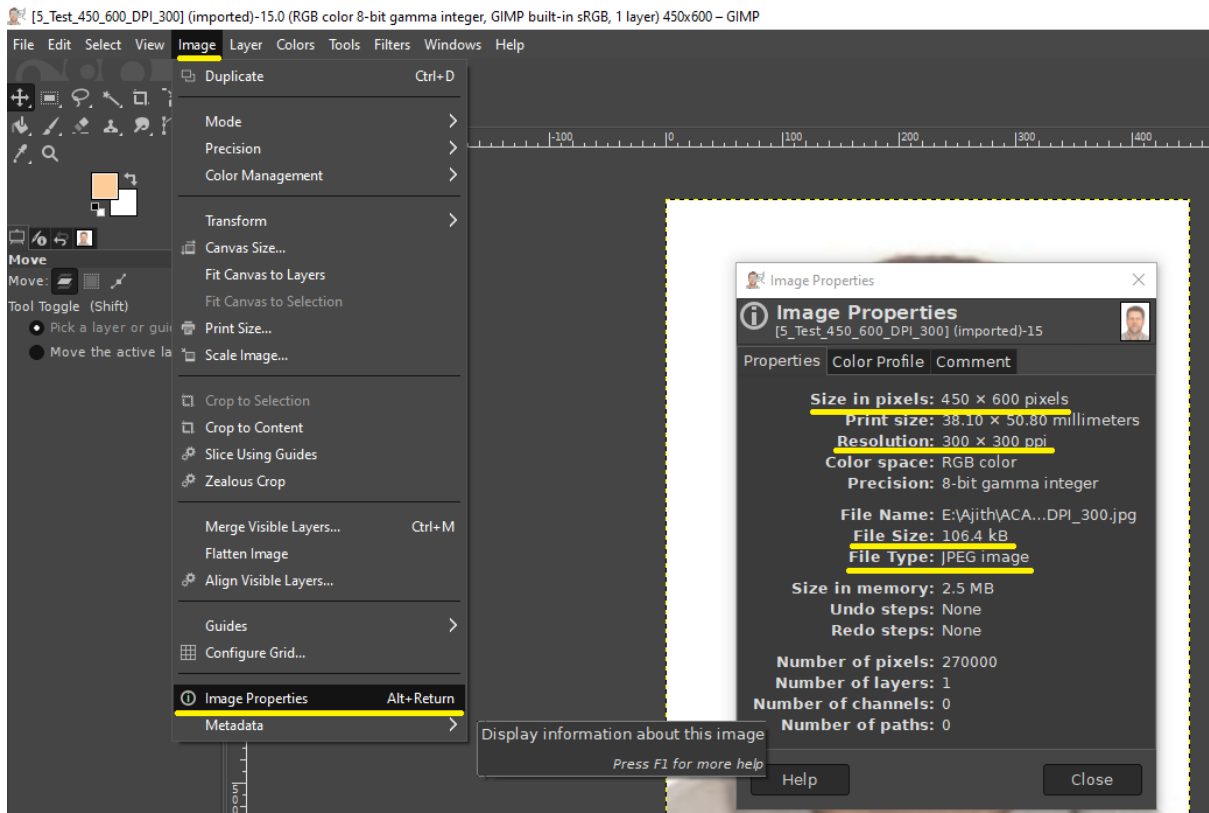 [5_Test_450_600_DPI_300] (imported)-15.0 (RGB color 8-bit gamma integer, GIMP built-in sRGB, 1 layer) 450x600 – GIMP
File Edit Select View Image Layer Colors Tools Filters Windows Help
Duplicate Ctrl+D
Mode
Precision
Color Management
Transform
Canvas Size...
Fit Canvas to Layers
Fit Canvas to Selection
Print Size...
Scale Image...
Crop to Selection
Crop to Content
Slice Using Guides
Zealous Crop
Merge Visible Layers... Ctrl+M
Flatten Image
Align Visible Layers...
Guides
Configure Grid...
Image Properties Alt+Return
Metadata
Move
Move:
Tool Toggle (Shift)
Pick a layer or gui
Move the active la
-100 0 100 200 300 400
500
Display information about this image
Press F1 for more help
Image Properties
Image Properties
[5_Test_450_600_DPI_300] (imported)-15
Properties Color Profile Comment
Size in pixels: 450 × 600 pixels
Print size: 38.10 × 50.80 millimeters
Resolution: 300 × 300 ppi
Color space: RGB color
Precision: 8-bit gamma integer
File Name: E:\Ajith\ACA...DPI_300.jpg
File Size: 106.4 kB
File Type: JPEG image
Size in memory: 2.5 MB
Undo steps: None
Redo steps: None
Number of pixels: 270000
Number of layers: 1
Number of channels: 0
Number of paths: 0
Help Close